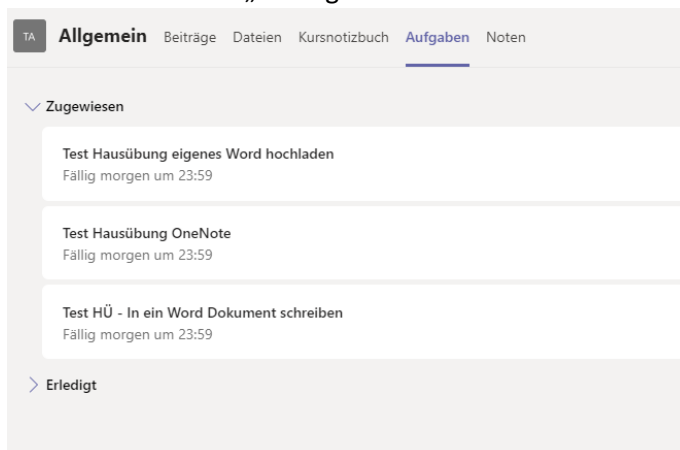 TA Allgemein Beiträge Dateien Kursnotizbuch Aufgaben Noten
Zugewiesen
Test Hausübung eigenes Word hochladen
Fällig morgen um 23:59
Test Hausübung OneNote
Fällig morgen um 23:59
Test HÜ - In ein Word Dokument schreiben
Fällig morgen um 23:59
Erledigt